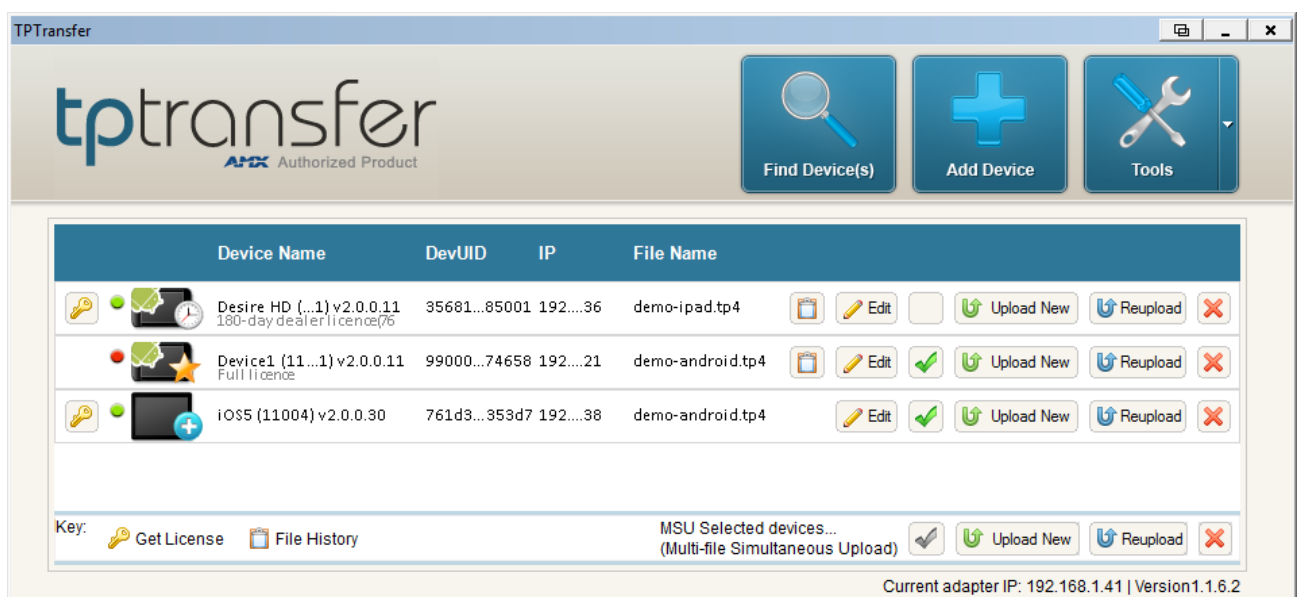 TPTransfer
tptransfer
AMX Authorized Product
Find Device(s) Add Device Tools
Device Name DevUID IP File Name
Desire HD (...1) v2.0.0.11 35681...85001 192....36 demo-ipad.tp4 Edit Upload New Reupload
180-day dealer licence(76
Device1 (11...1) v2.0.0.11 99000...74658 192....21 demo-android.tp4 Edit Upload New Reupload
Full licence
iOS5 (11004) v2.0.0.30 761d3...353d7 192....38 demo-android.tp4 Edit Upload New Reupload
Key: Get License File History
MSU Selected devices...
(Multi-file Simultaneous Upload) Upload New Reupload
Current adapter IP: 192.168.1.41 | Version1.1.6.2